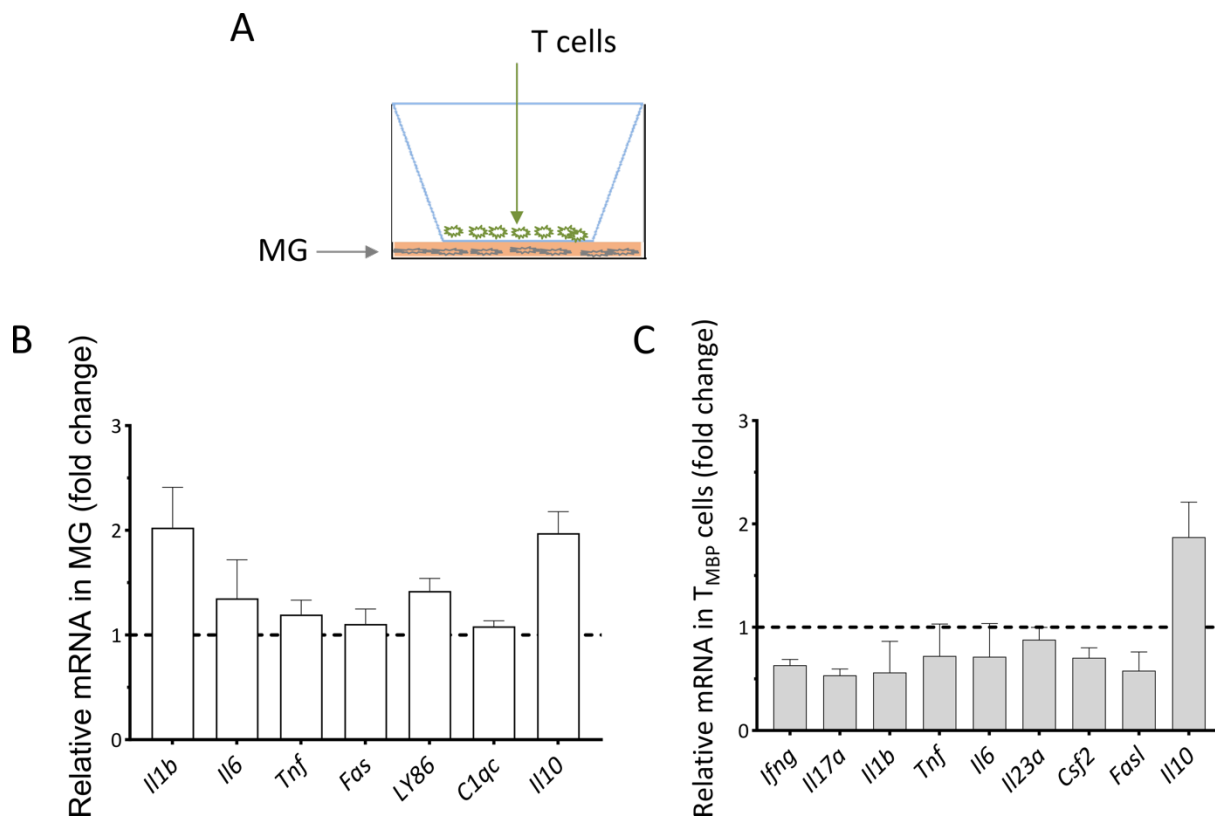 A
T cells
MG
B
Relative mRNA in MG (fold change)
3
2
1
0
Il1b
Il6
Tnf
Fas
LY86
C1qc
Il10
C
Relative mRNA in TMBP cells (fold change)
3
2
1
0
Ifng
Il17a
Il1b
Tnf
Il6
Il23a
Csf2
Fasl
Il10